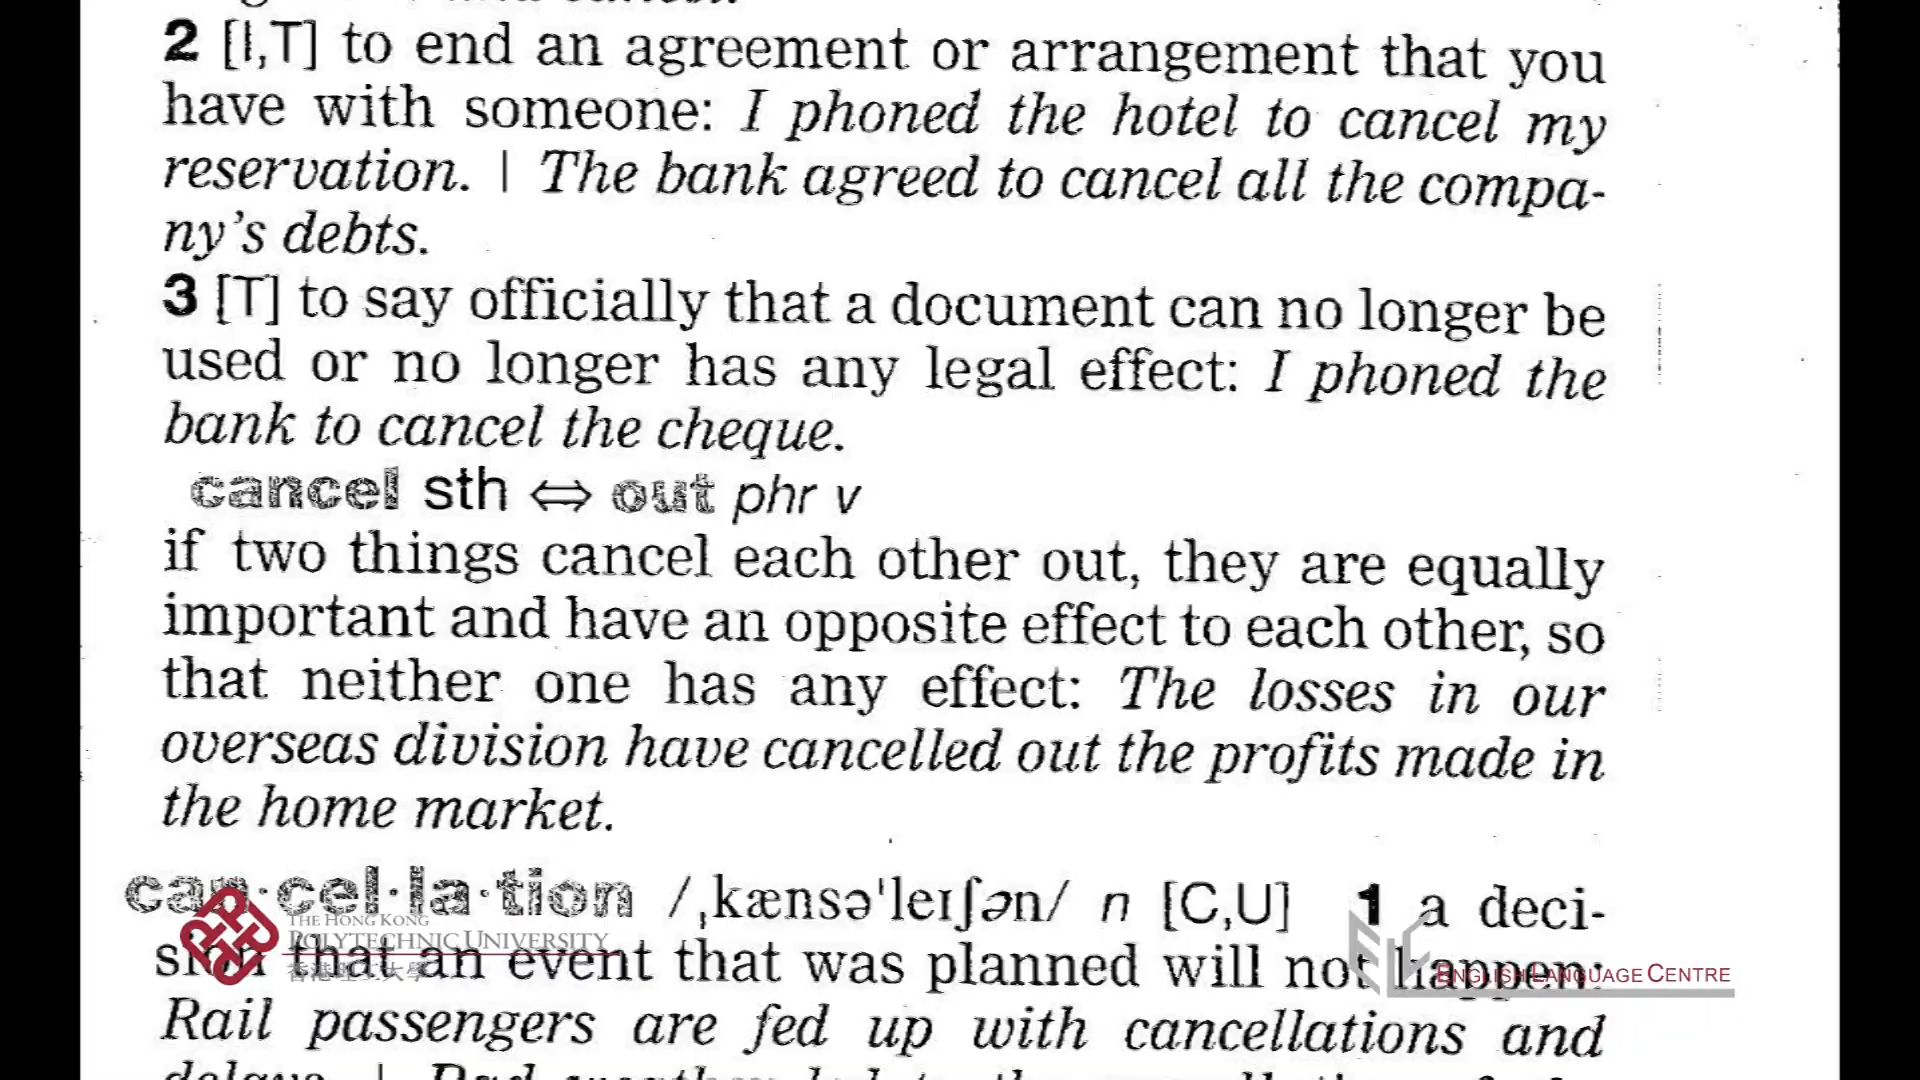 2 [I,T] to end an agreement or arrangement that you
have with someone: I phoned the hotel to cancel my
reservation. | The bank agreed to cancel all the compa-
ny's debts.
3 [T] to say officially that a document can no longer be
used or no longer has any legal effect: I phoned the
bank to cancel the cheque.
cancel sth ⇔ out phr v
if two things cancel each other out, they are equally
important and have an opposite effect to each other, so
that neither one has any effect: The losses in our
overseas division have cancelled out the profits made in
the home market.
can·cel·la·tion /ˌkænsəˈleɪʃən/ n [C,U] 1 a deci-
sion that an event that was planned will not happen:
Rail passengers are fed up with cancellations and
THE HONG KONG
POLYTECHNIC UNIVERSITY
香港理工大學
ELC ENGLISH LANGUAGE CENTRE